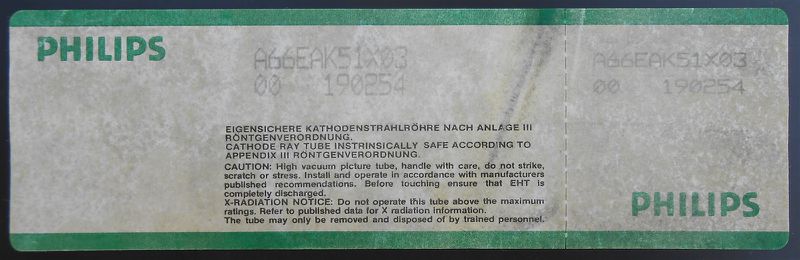 PHILIPS
A66EAK51X03
00 190254
EIGENSICHERE KATHODENSTRAHLRÖHRE NACH ANLAGE III
RÖNTGENVERORDNUNG.
CATHODE RAY TUBE INSTRINSICALLY SAFE ACCORDING TO
APPENDIX III RÖNTGENVERORDNUNG.
CAUTION: High vacuum picture tube, handle with care, do not strike,
scratch or stress. Install and operate in accordance with manufacturers
published recommendations. Before touching ensure that EHT is
completely discharged.
X-RADIATION NOTICE: Do not operate this tube above the maximum
ratings. Refer to published data for X radiation information.
The tube may only be removed and disposed of by trained personnel.
A66EAK51X03
00 190254
PHILIPS